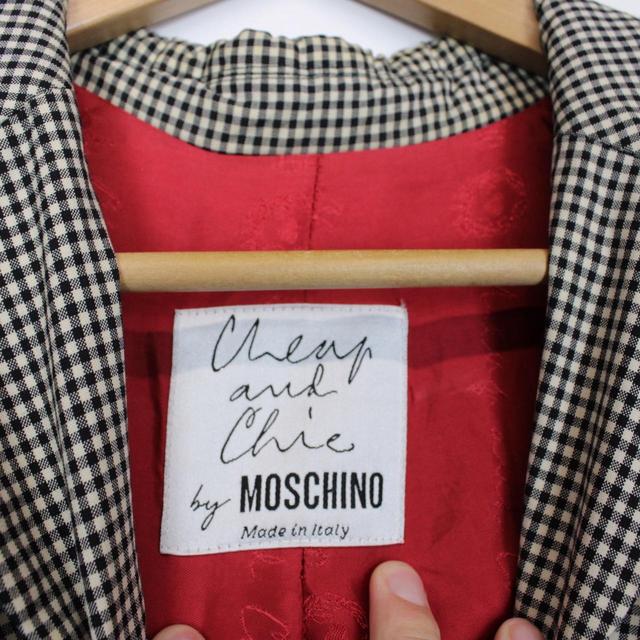 Cheap
and
Chic
by MOSCHINO
Made in Italy